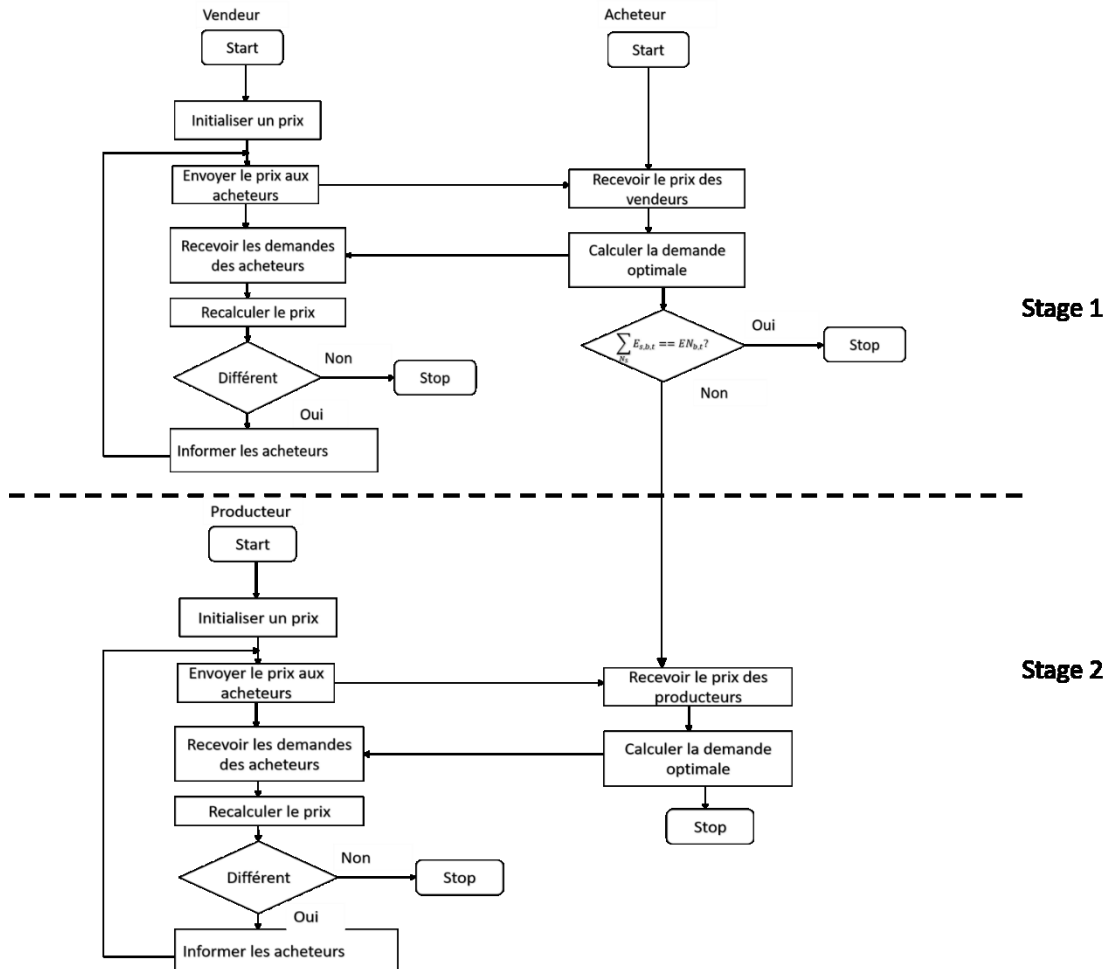 Vendeur
Acheteur
Start
Start
Initialiser un prix
Envoyer le prix aux
acheteurs
Recevoir le prix des
vendeurs
Recevoir les demandes
des acheteurs
Calculer la demande
optimale
Stage 1
Recalculer le prix
∑ E_{s,b,t} == EN_{b,t}?
N_s
Oui
Stop
Différent
Non
Stop
Non
Oui
Informer les acheteurs
Producteur
Start
Initialiser un prix
Envoyer le prix aux
acheteurs
Recevoir le prix des
producteurs
Stage 2
Recevoir les demandes
des acheteurs
Calculer la demande
optimale
Recalculer le prix
Stop
Différent
Non
Stop
Oui
Informer les acheteurs